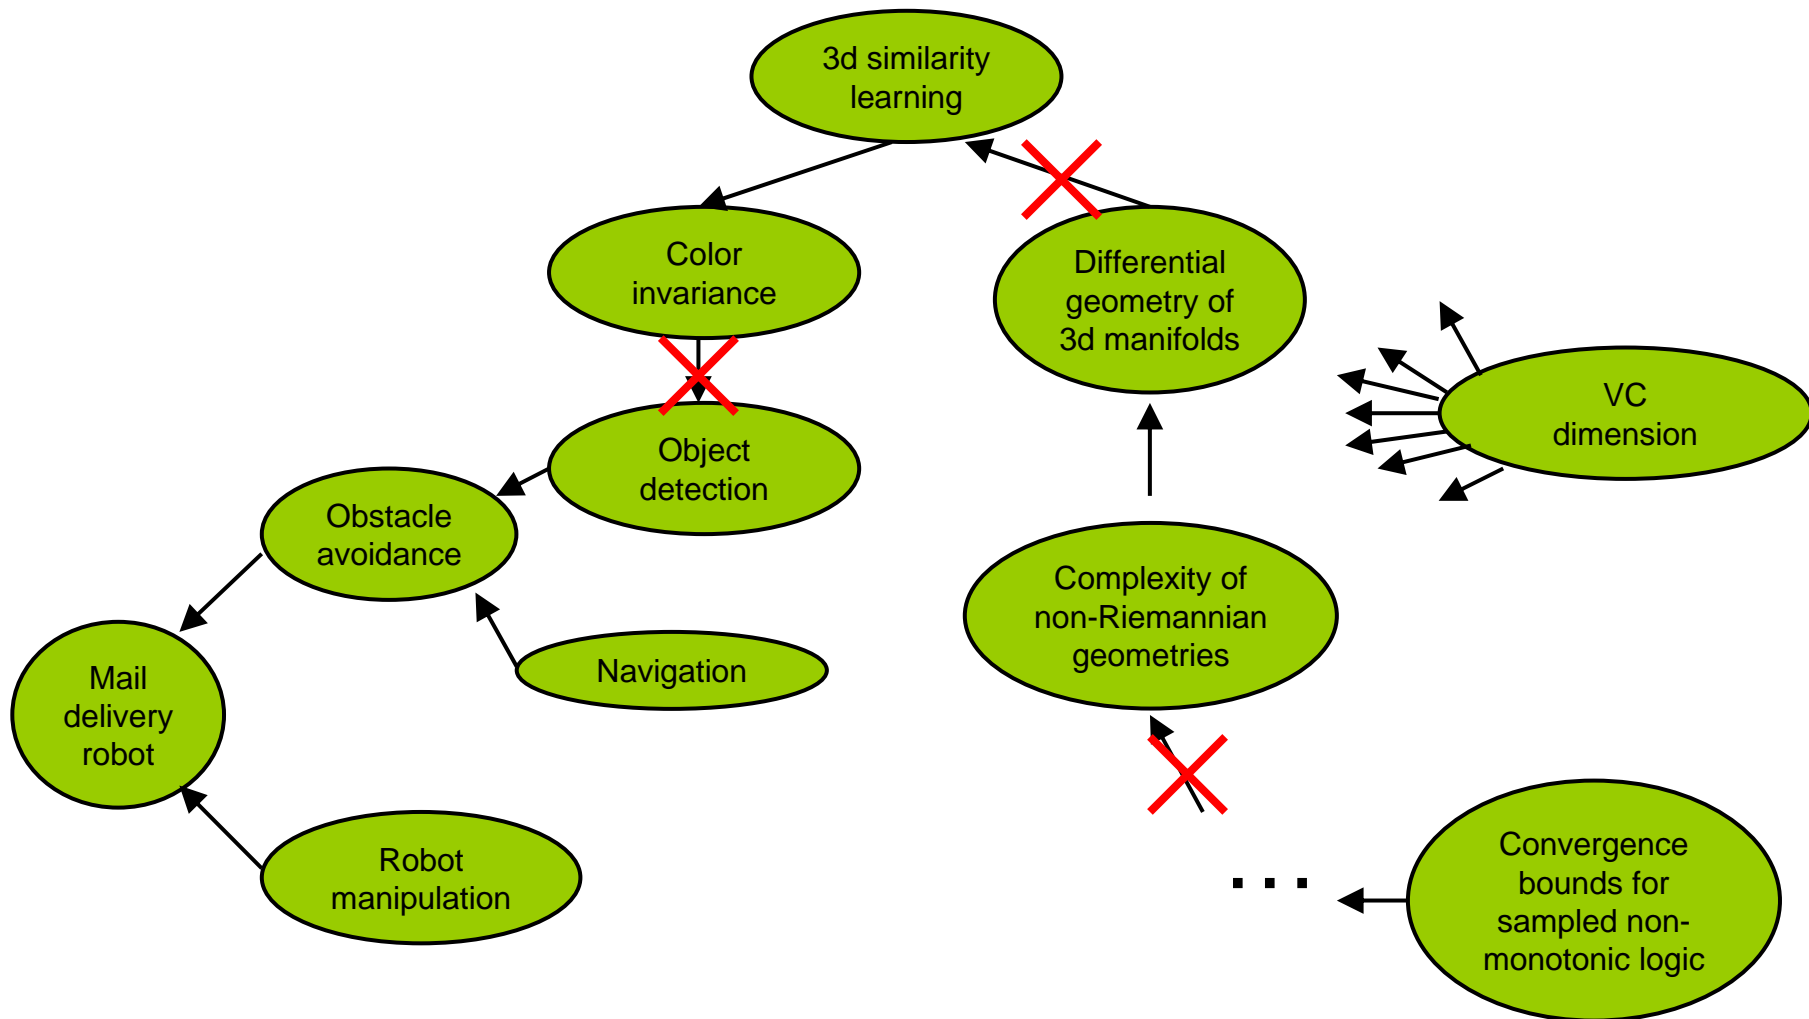 3d similarity
learning
Color
invariance
Differential
geometry of
3d manifolds
VC
dimension
Object
detection
Obstacle
avoidance
Complexity of
non-Riemannian
geometries
Navigation
Mail
delivery
robot
Robot
manipulation
...
Convergence
bounds for
sampled non-
monotonic logic